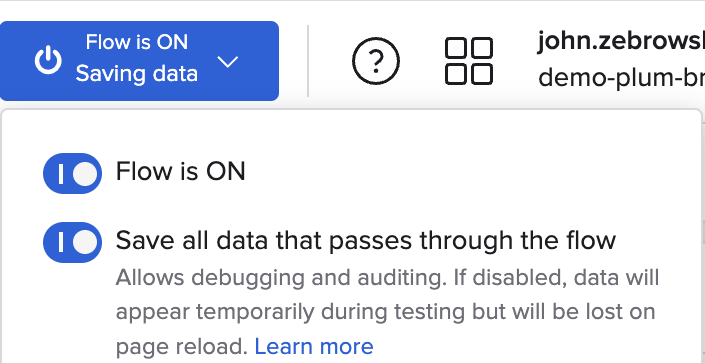 Flow is ON
Saving data
?
john.zebrows
demo-plum-br
Flow is ON
Save all data that passes through the flow
Allows debugging and auditing. If disabled, data will
appear temporarily during testing but will be lost on
page reload. Learn more